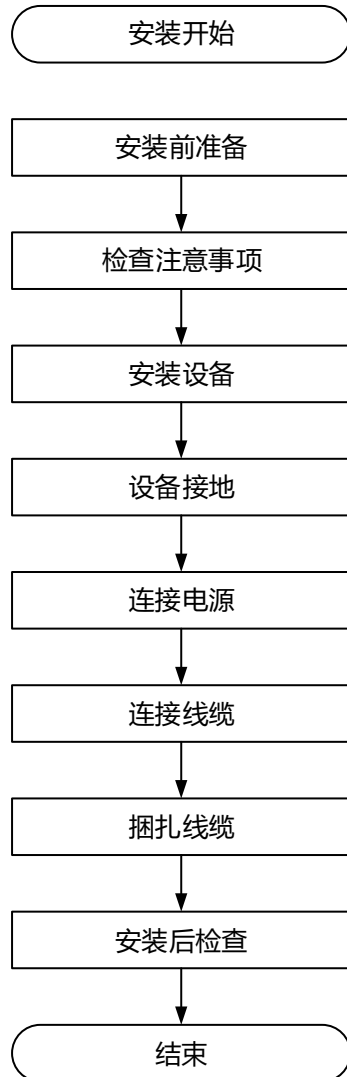 安装开始
安装前准备
检查注意事项
安装设备
设备接地
连接电源
连接线缆
捆扎线缆
安装后检查
结束